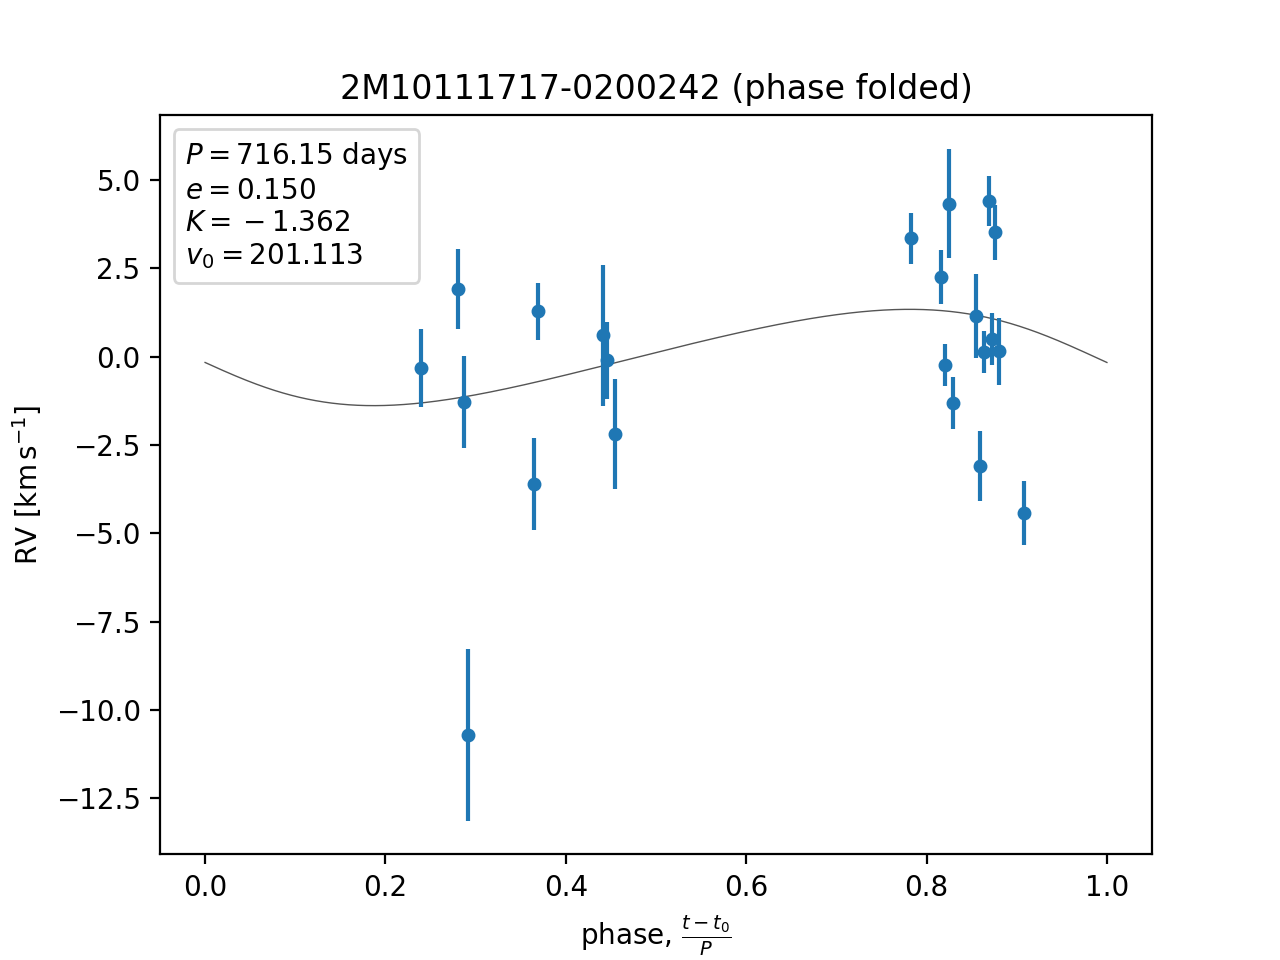 2M10111717-0200242 (phase folded)
P = 716.15 days
e = 0.150
K = −1.362
v₀ = 201.113
5.0
2.5
0.0
−2.5
−5.0
−7.5
−10.0
−12.5
RV [km s⁻¹]
0.0 0.2 0.4 0.6 0.8 1.0
phase, (t − t₀)/P